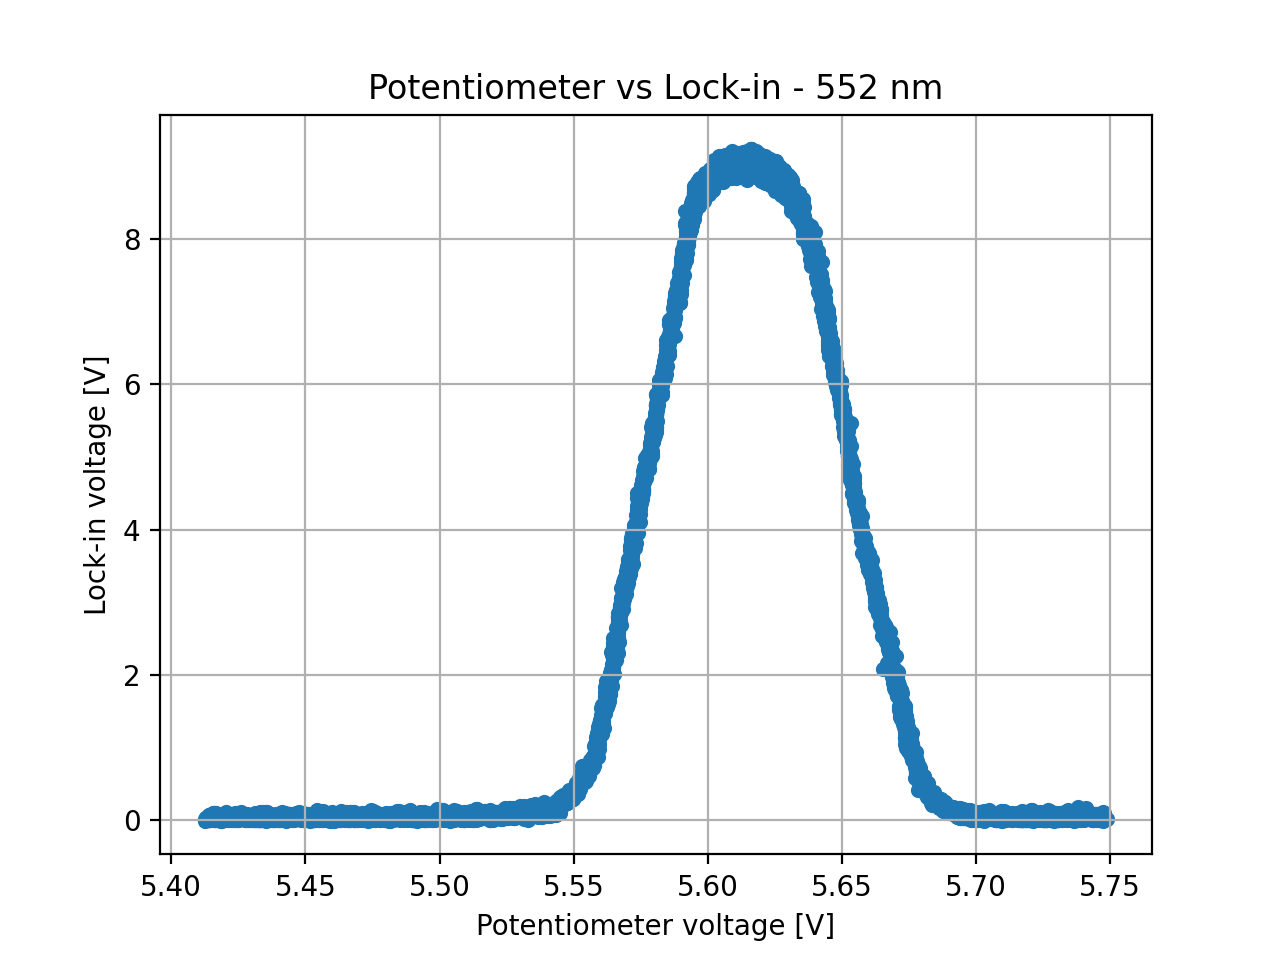 Potentiometer vs Lock-in - 552 nm
8
6
4
2
0
Lock-in voltage [V]
5.40 5.45 5.50 5.55 5.60 5.65 5.70 5.75
Potentiometer voltage [V]